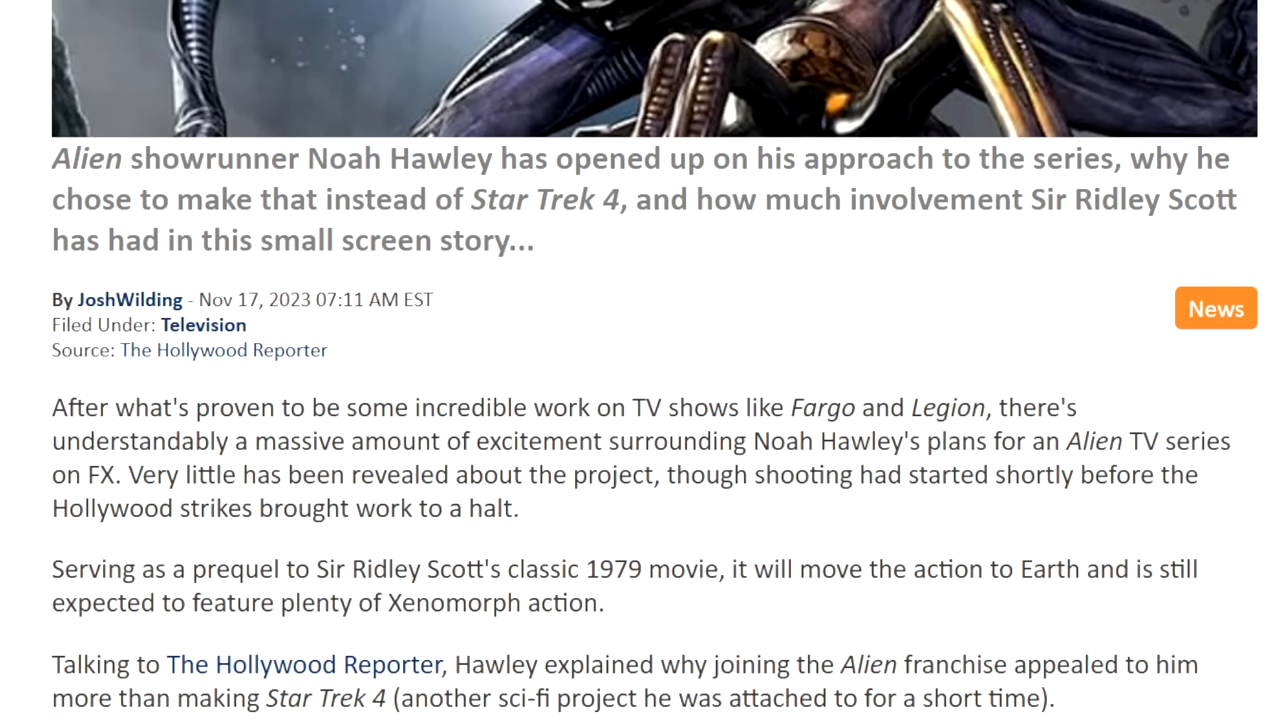 Alien showrunner Noah Hawley has opened up on his approach to the series, why he
chose to make that instead of Star Trek 4, and how much involvement Sir Ridley Scott
has had in this small screen story...
By JoshWilding - Nov 17, 2023 07:11 AM EST
News
Filed Under: Television
Source: The Hollywood Reporter
After what's proven to be some incredible work on TV shows like Fargo and Legion, there's
understandably a massive amount of excitement surrounding Noah Hawley's plans for an Alien TV series
on FX. Very little has been revealed about the project, though shooting had started shortly before the
Hollywood strikes brought work to a halt.
Serving as a prequel to Sir Ridley Scott's classic 1979 movie, it will move the action to Earth and is still
expected to feature plenty of Xenomorph action.
Talking to The Hollywood Reporter, Hawley explained why joining the Alien franchise appealed to him
more than making Star Trek 4 (another sci-fi project he was attached to for a short time).